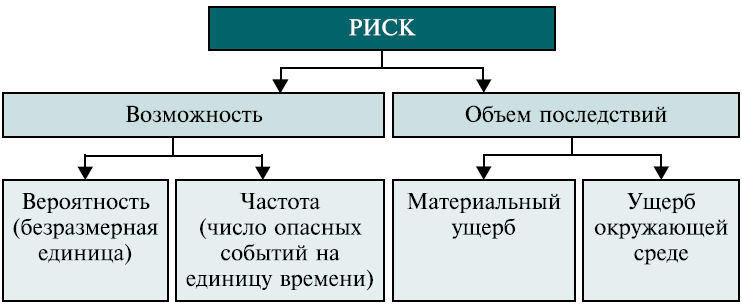 РИСК
Возможность
Объем последствий
Вероятность
(безразмерная
единица)
Частота
(число опасных
событий на
единицу времени)
Материальный
ущерб
Ущерб
окружающей
среде